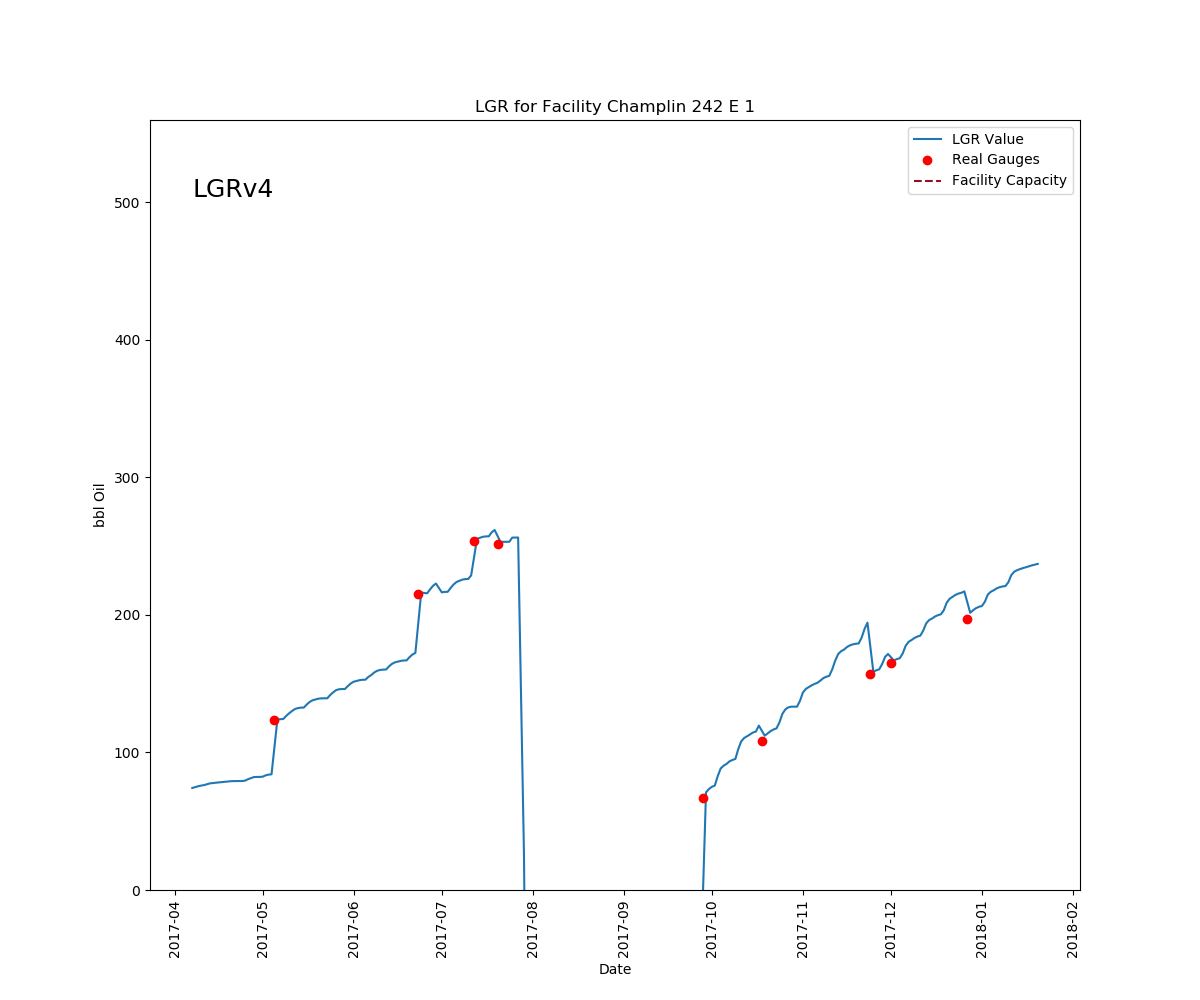 LGR for Facility Champlin 242 E 1
LGRv4
LGR Value
Real Gauges
Facility Capacity
bbl Oil
500
400
300
200
100
0
2017-04
2017-05
2017-06
2017-07
2017-08
2017-09
2017-10
2017-11
2017-12
2018-01
2018-02
Date